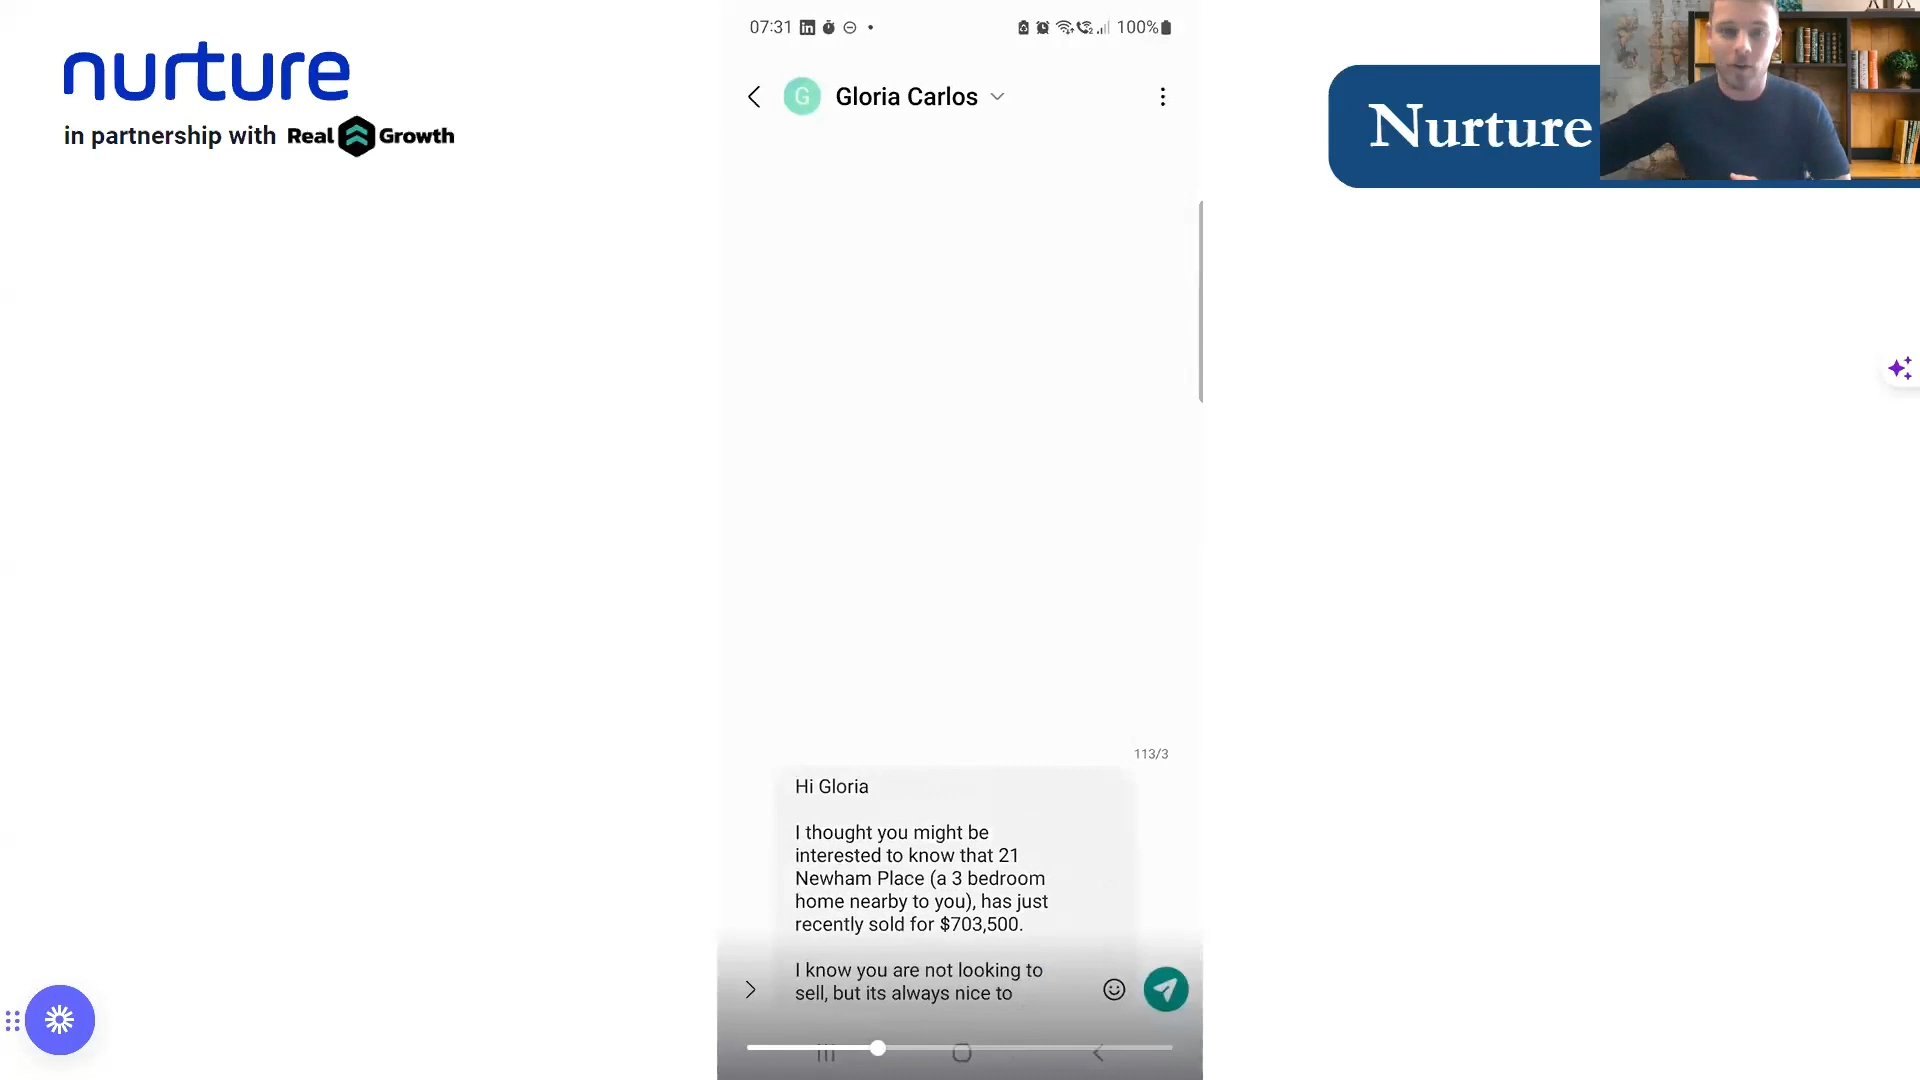 nurture
in partnership with Real Growth
07:31
100%
G Gloria Carlos
Nurture
113/3
Hi Gloria
I thought you might be
interested to know that 21
Newham Place (a 3 bedroom
home nearby to you), has just
recently sold for $703,500.
I know you are not looking to
sell, but its always nice to